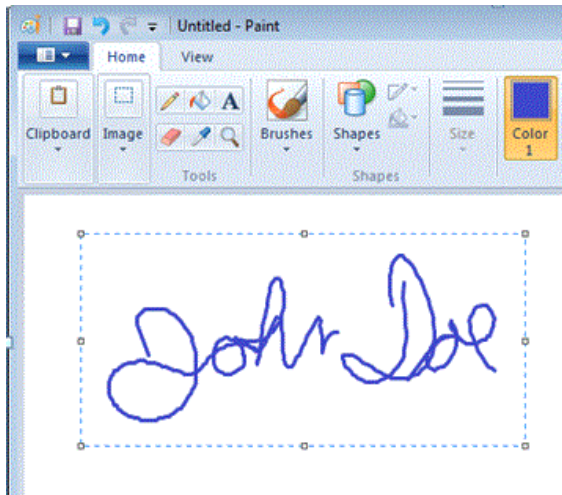 Untitled - Paint
Home View
Clipboard Image Brushes Shapes Size Color 1
Tools Shapes
John Doe